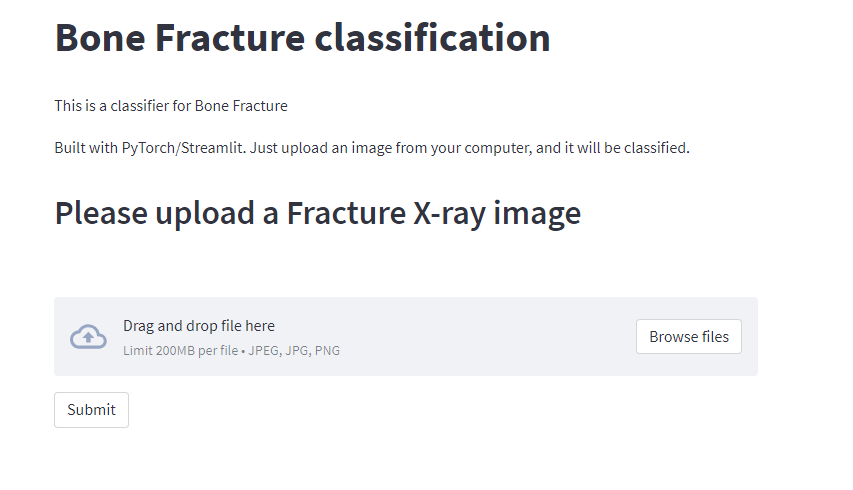 Bone Fracture classification
This is a classifier for Bone Fracture
Built with PyTorch/Streamlit. Just upload an image from your computer, and it will be classified.
Please upload a Fracture X-ray image
Drag and drop file here
Limit 200MB per file • JPEG, JPG, PNG
Browse files
Submit